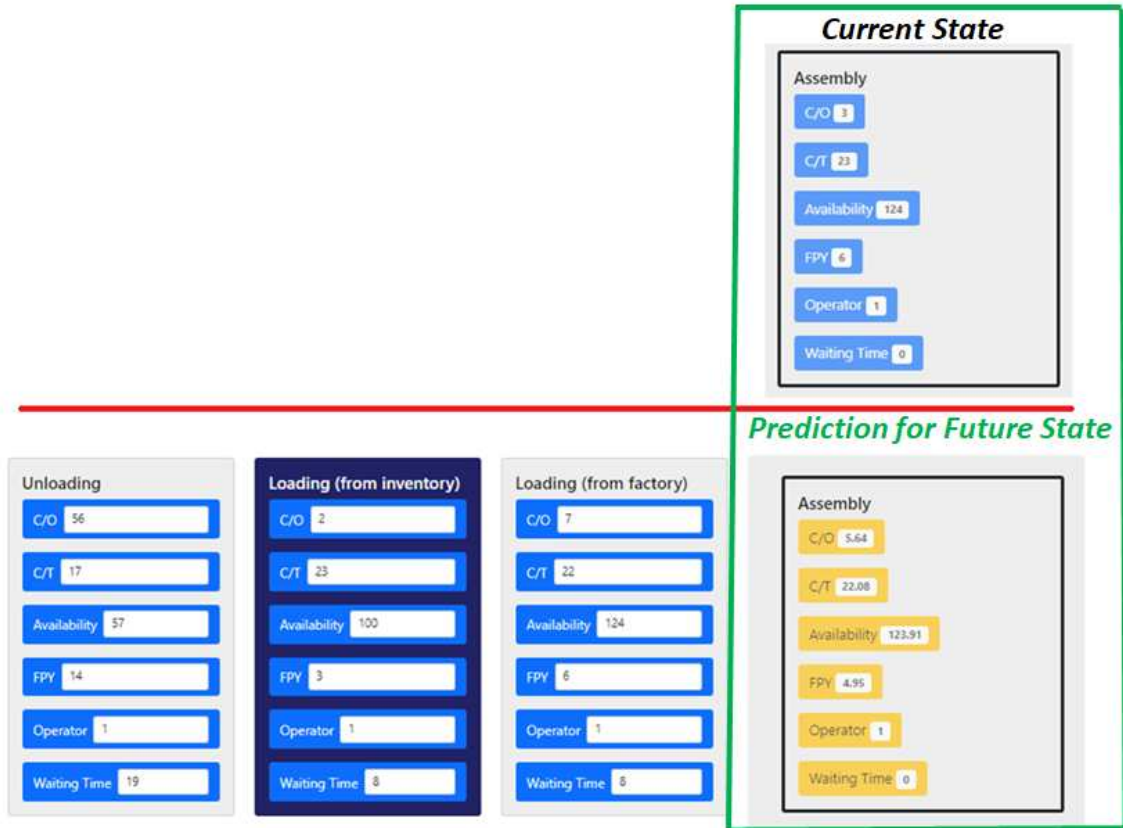 Current State
Assembly
C/O 3
C/T 23
Availability 124
FPY 6
Operator 1
Waiting Time 0
Prediction for Future State
Unloading
C/O 56
C/T 17
Availability 57
FPY 14
Operator 1
Waiting Time 19
Loading (from inventory)
C/O 2
C/T 23
Availability 100
FPY 3
Operator 1
Waiting Time 8
Loading (from factory)
C/O 7
C/T 22
Availability 124
FPY 6
Operator 1
Waiting Time 8
Assembly
C/O 5.64
C/T 22.08
Availability 123.91
FPY 4.95
Operator 1
Waiting Time 0